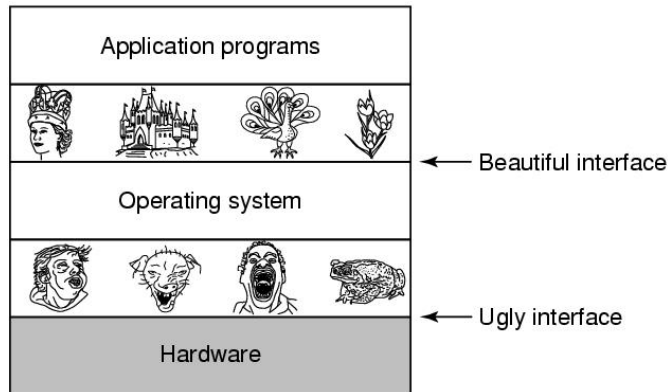 Application programs
Beautiful interface
Operating system
Ugly interface
Hardware